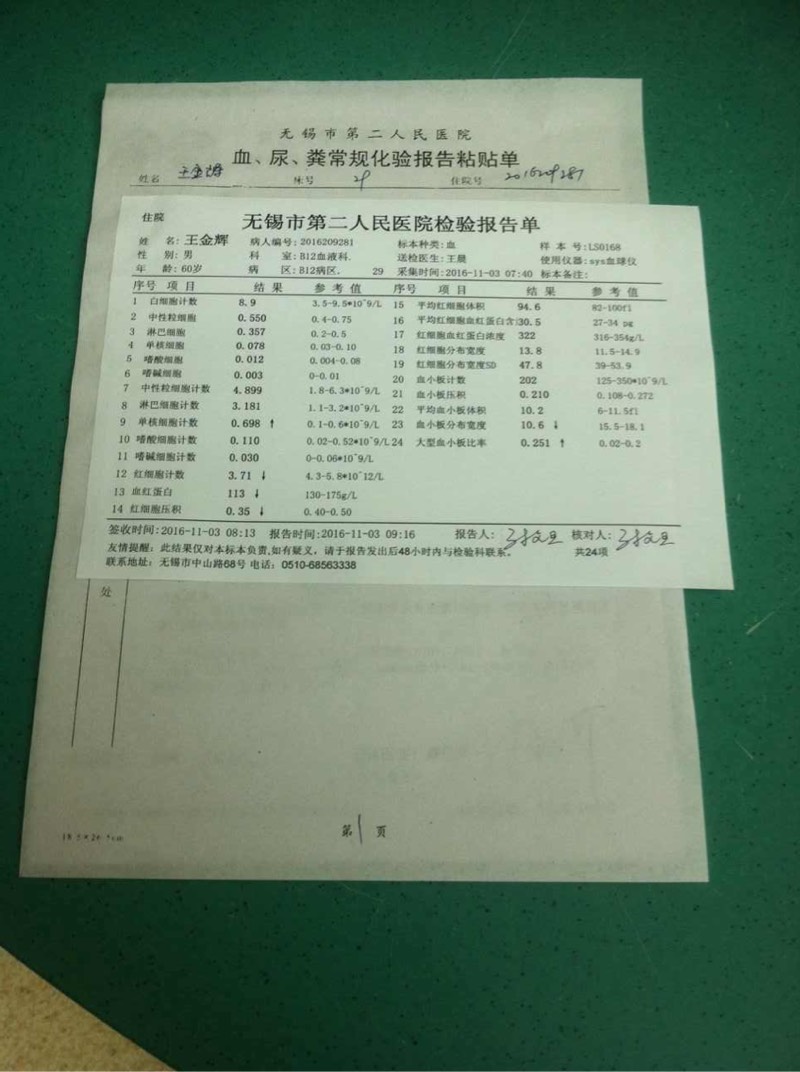 无锡市第二人民医院
血、尿、粪常规化验报告粘贴单
姓名 王金辉 床号 29 住院号 2016209281
住院 无锡市第二人民医院检验报告单
姓 名: 王金辉 病人编号: 2016209281 标本种类: 血 样 本 号: LS0168
性 别: 男 科 室: B12血液科. 送检医生: 王晨 使用仪器: sys血球仪
年 龄: 60岁 病 区: B12病区. 29 采集时间: 2016-11-03 07:40 标本备注:
序号 项 目 结 果 参 考 值 序号 项 目 结 果 参 考 值
1 白细胞计数 8.9 3.5-9.5*10^9/L 15 平均红细胞体积 94.6 82-100fl
2 中性粒细胞 0.550 0.4-0.75 16 平均红细胞血红蛋白含 30.5 27-34 pg
3 淋巴细胞 0.357 0.2-0.5 17 红细胞血红蛋白浓度 322 316-354g/L
4 单核细胞 0.078 0.03-0.10 18 红细胞分布宽度 13.8 11.5-14.9
5 嗜酸细胞 0.012 0.004-0.08 19 红细胞分布宽度SD 47.8 39-53.9
6 嗜碱细胞 0.003 0-0.01 20 血小板计数 202 125-350*10^9/L
7 中性粒细胞计数 4.899 1.8-6.3*10^9/L 21 血小板压积 0.210 0.108-0.272
8 淋巴细胞计数 3.181 1.1-3.2*10^9/L 22 平均血小板体积 10.2 6-11.5fl
9 单核细胞计数 0.698 ↑ 0.1-0.6*10^9/L 23 血小板分布宽度 10.6 ↓ 15.5-18.1
10 嗜酸细胞计数 0.110 0.02-0.52*10^9/L 24 大型血小板比率 0.251 ↑ 0.02-0.2
11 嗜碱细胞计数 0.030 0-0.06*10^9/L
12 红细胞计数 3.71 ↓ 4.3-5.8*10^12/L
13 血红蛋白 113 ↓ 130-175g/L
14 红细胞压积 0.35 ↓ 0.40-0.50
签收时间: 2016-11-03 08:13 报告时间: 2016-11-03 09:16 报告人: 核对人:
友情提醒: 此结果仅对本标本负责,如有疑义, 请于报告发出后48小时内与检验科联系。 共24项
联系地址: 无锡市中山路68号 电话: 0510-68563338
处
第 1 页